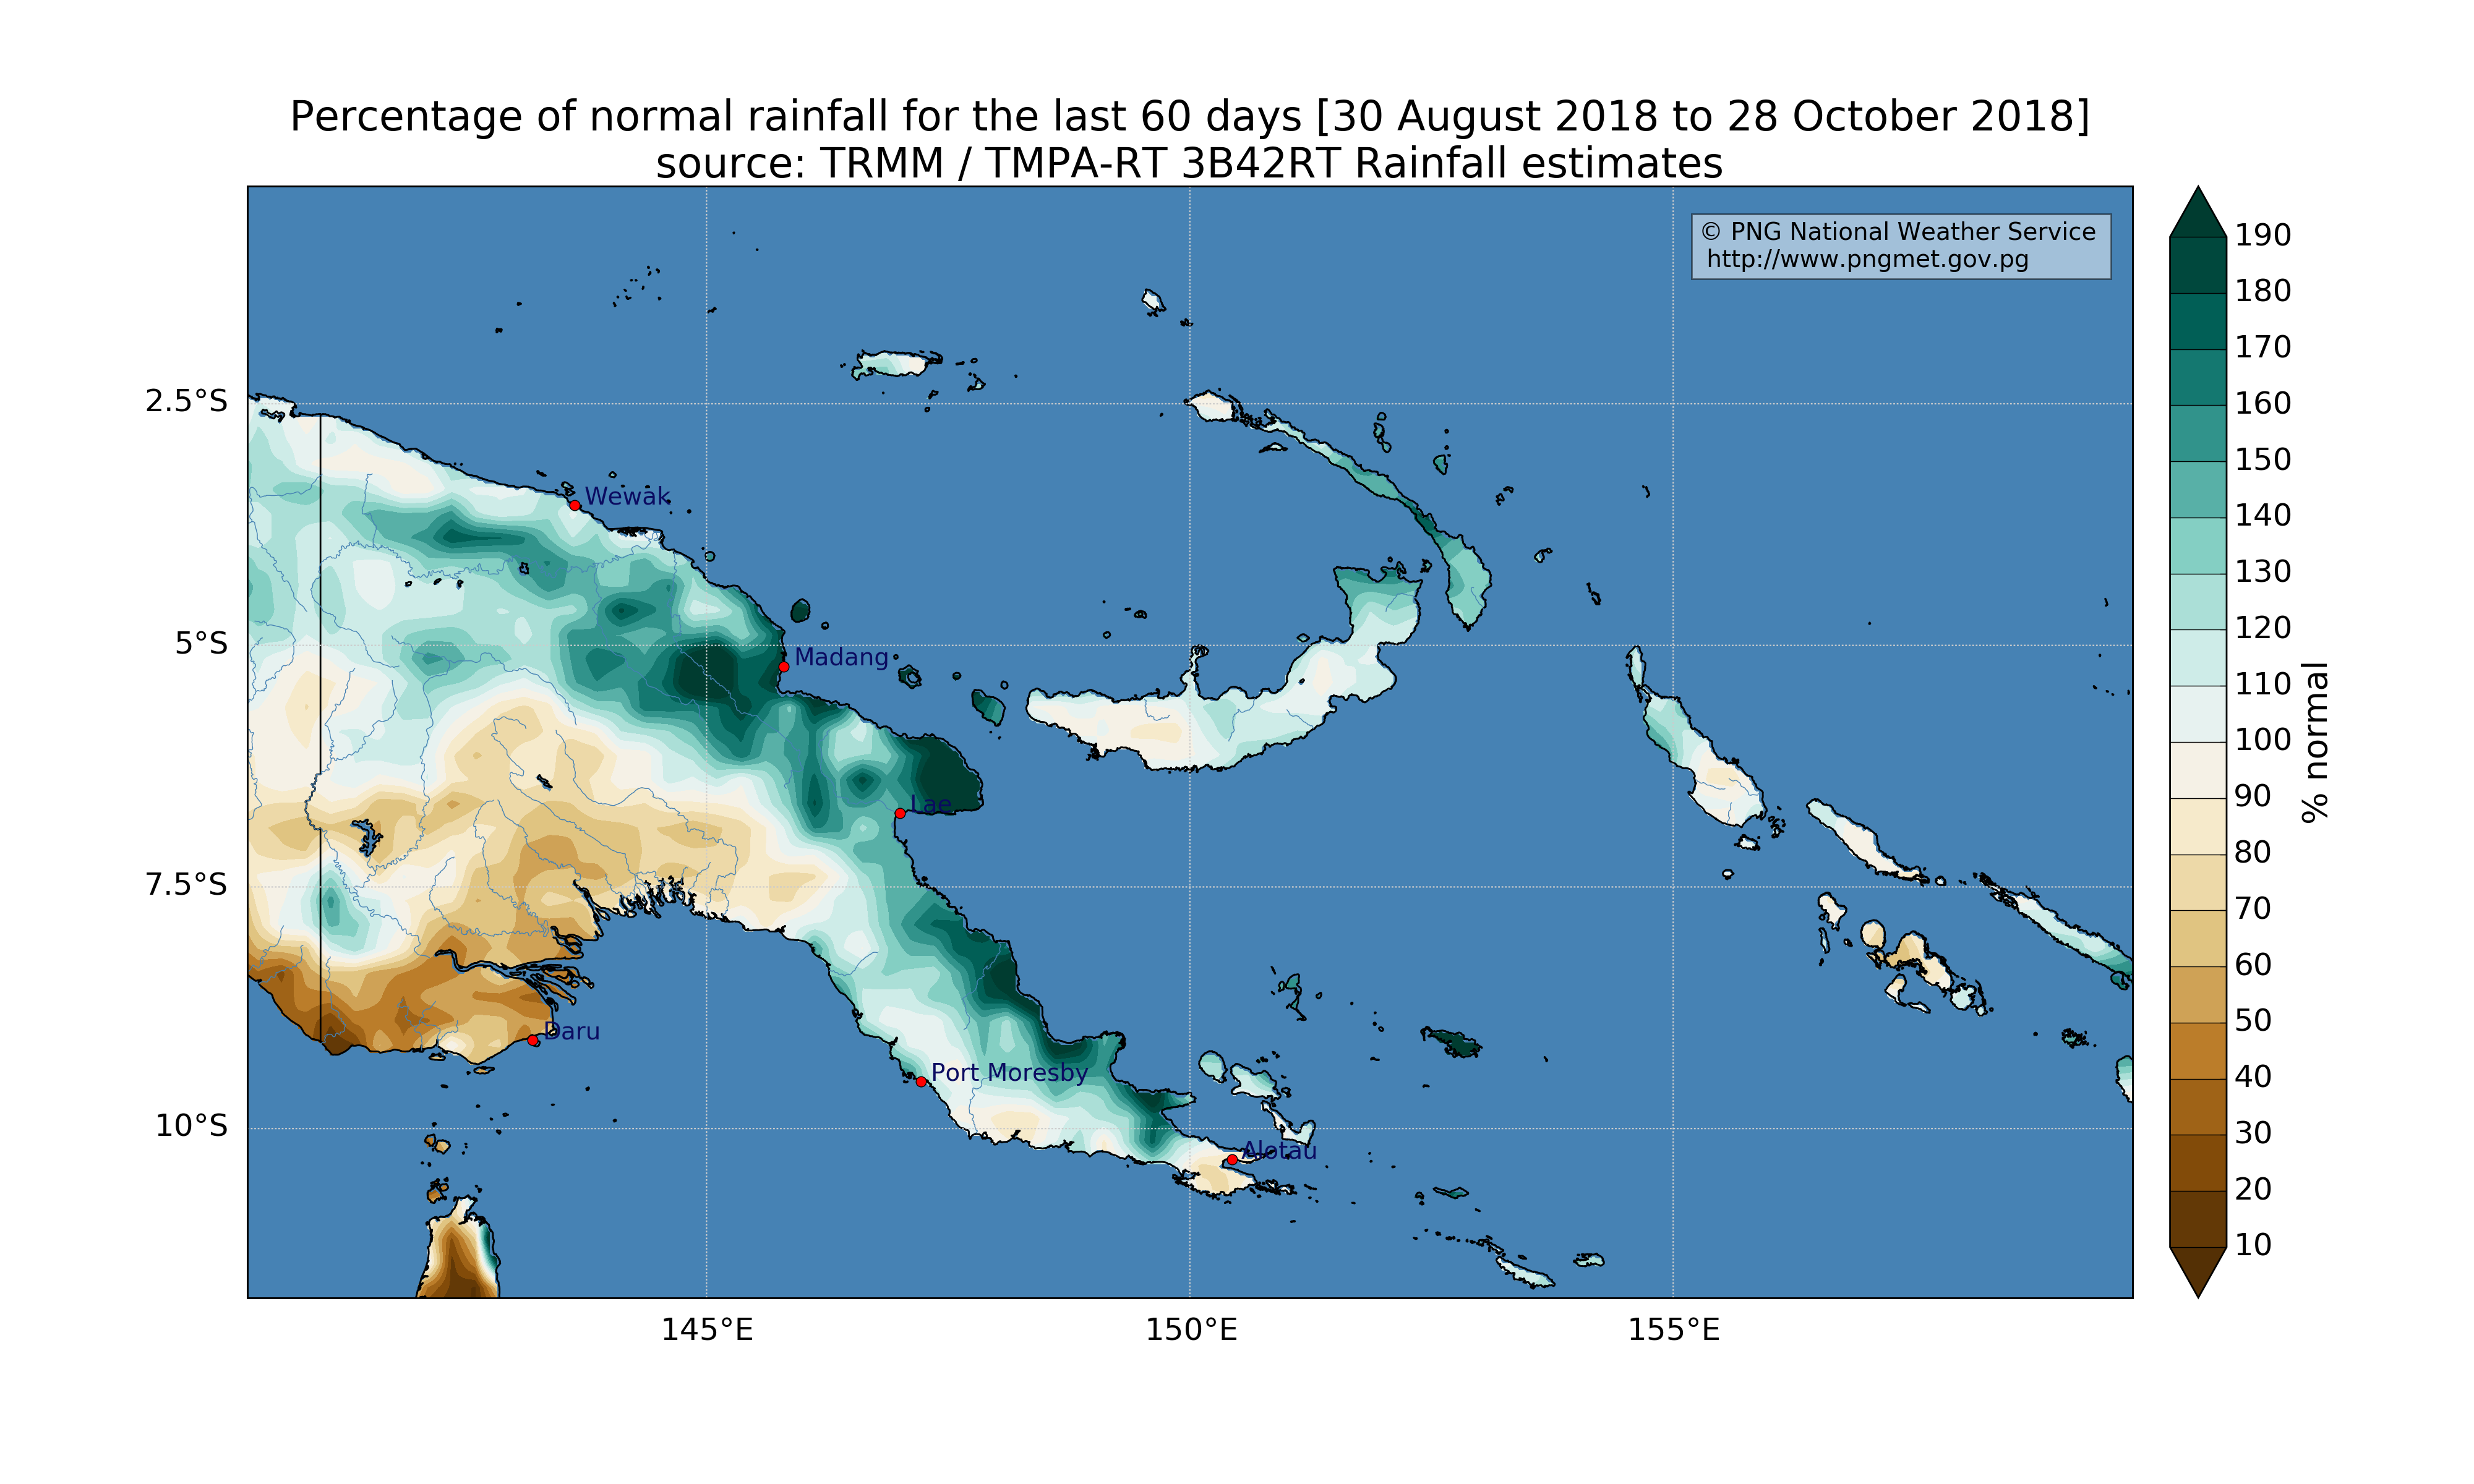 Percentage of normal rainfall for the last 60 days [30 August 2018 to 28 October 2018]
source: TRMM / TMPA-RT 3B42RT Rainfall estimates
© PNG National Weather Service
http://www.pngmet.gov.pg
2.5°S
5°S
7.5°S
10°S
Wewak
Madang
Lae
Daru
Port Moresby
Alotau
145°E
150°E
155°E
190
180
170
160
150
140
130
120
110
100
90
80
70
60
50
40
30
20
10
% normal